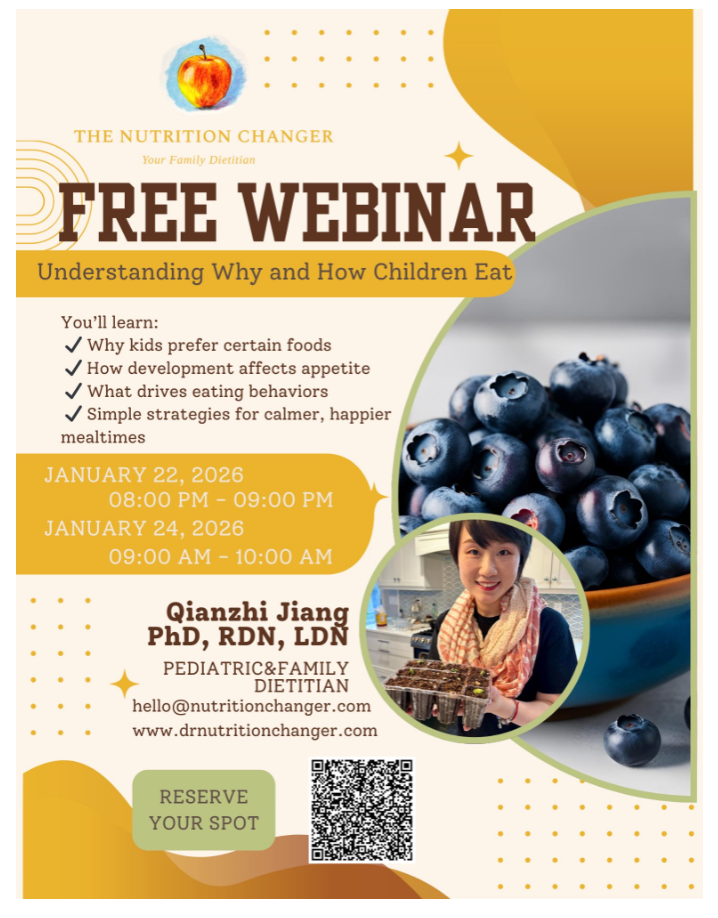 THE NUTRITION CHANGER
Your Family Dietitian
FREE WEBINAR
Understanding Why and How Children Eat
You'll learn:
✓ Why kids prefer certain foods
✓ How development affects appetite
✓ What drives eating behaviors
✓ Simple strategies for calmer, happier
mealtimes
JANUARY 22, 2026
08:00 PM – 09:00 PM
JANUARY 24, 2026
09:00 AM – 10:00 AM
Qianzhi Jiang
PhD, RDN, LDN
PEDIATRIC&FAMILY
DIETITIAN
hello@nutritionchanger.com
www.drnutritionchanger.com
RESERVE
YOUR SPOT